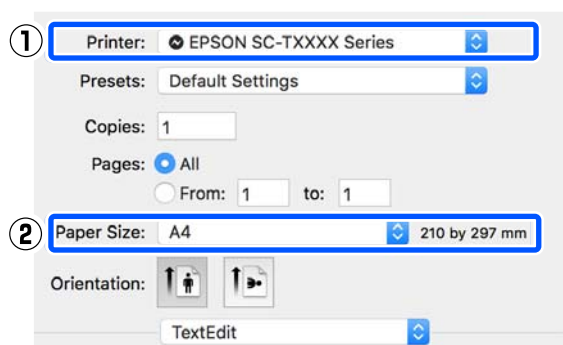 ① Printer: EPSON SC-TXXXX Series
Presets: Default Settings
Copies: 1
Pages: All
From: 1 to: 1
② Paper Size: A4 210 by 297 mm
Orientation:
TextEdit